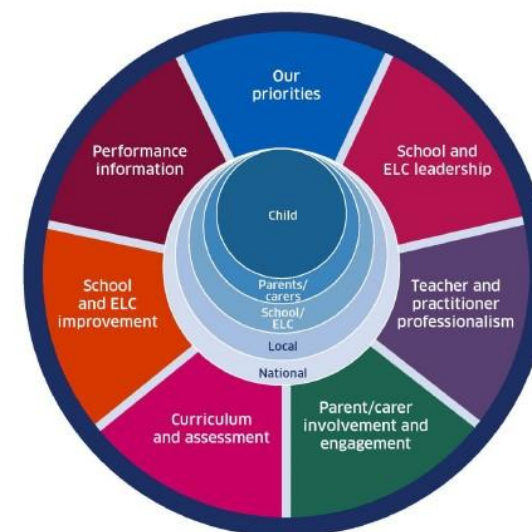 Our
priorities
School and
ELC leadership
Teacher and
practitioner
professionalism
Parent/carer
involvement and
engagement
Curriculum
and assessment
School
and ELC
improvement
Performance
information
Child
Parents/
carers
School/
ELC
Local
National